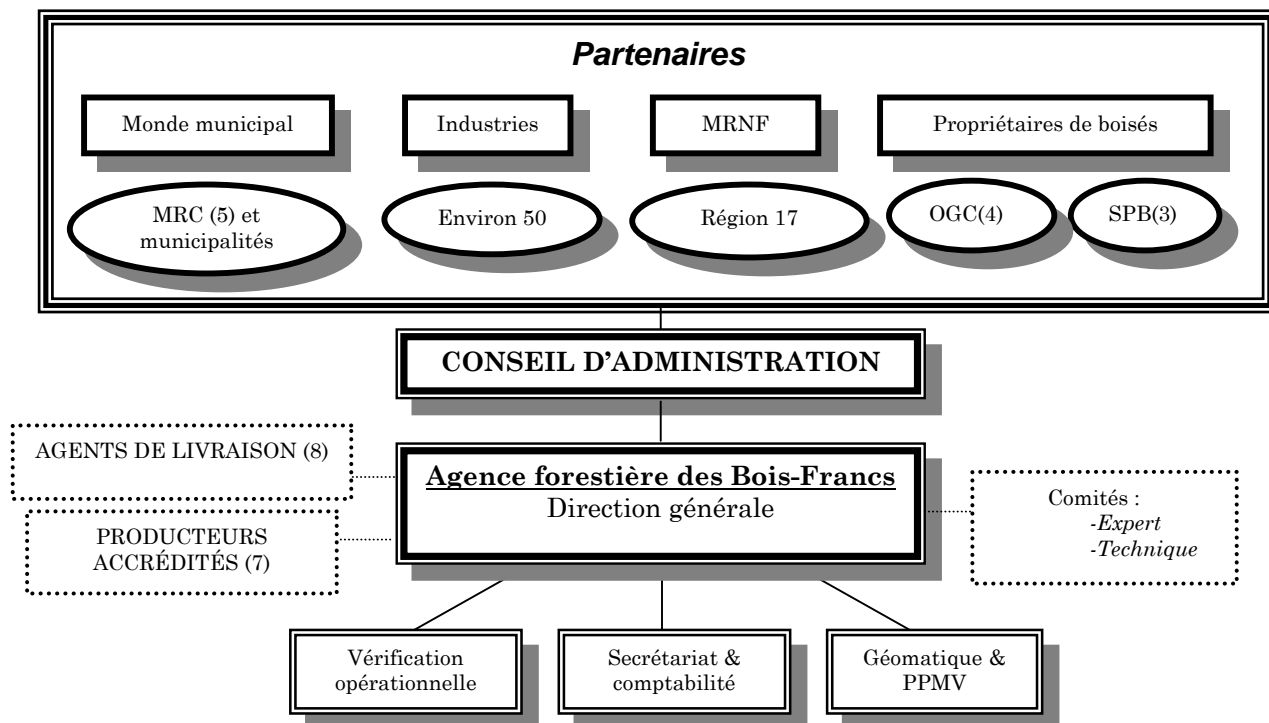 Partenaires
Monde municipal
Industries
MRNF
Propriétaires de boisés
MRC (5) et
municipalités
Environ 50
Région 17
OGC(4)
SPB(3)
CONSEIL D’ADMINISTRATION
AGENTS DE LIVRAISON (8)
PRODUCTEURS
ACCRÉDITÉS (7)
Agence forestière des Bois-Francs
Direction générale
Comités :
-Expert
-Technique
Vérification
opérationnelle
Secrétariat &
comptabilité
Géomatique &
PPMV